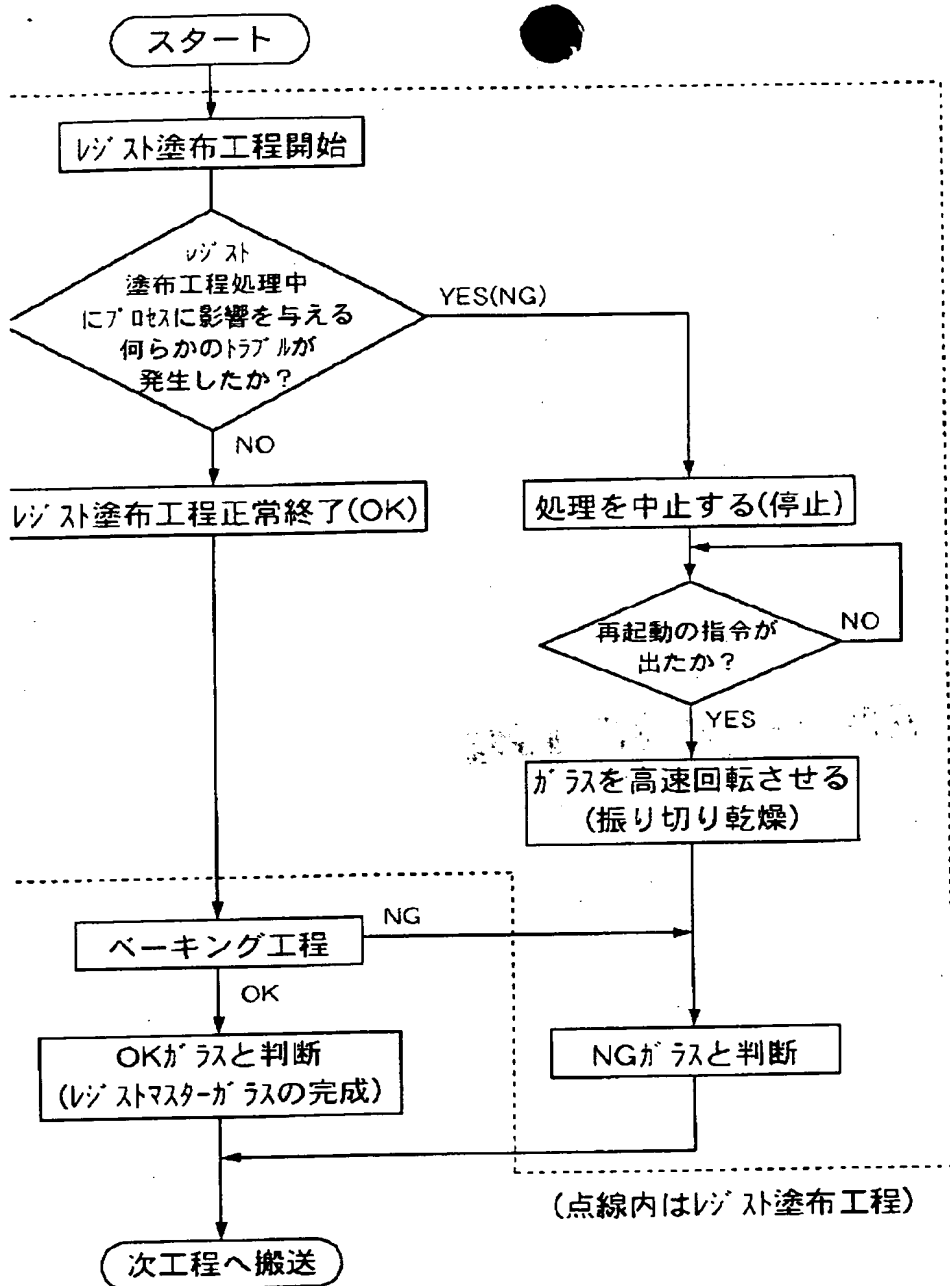 スタート
レジスト塗布工程開始
レジスト
塗布工程処理中
にプロセスに影響を与える
何らかのトラブルが
発生したか?
YES(NG)
NO
レジスト塗布工程正常終了(OK)
処理を中止する(停止)
再起動の指令が
出たか?
NO
YES
ガラスを高速回転させる
(振り切り乾燥)
ベーキング工程
NG
OK
OKガラスと判断
(レジストマスターガラスの完成)
NGガラスと判断
(点線内はレジスト塗布工程)
次工程へ搬送